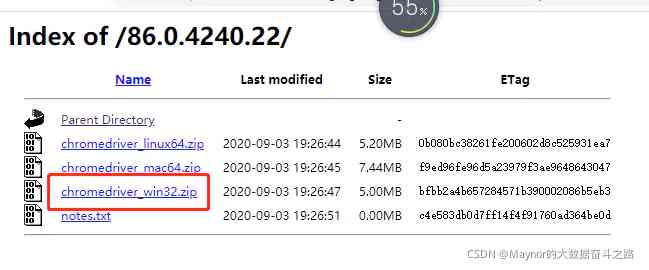 55%
Index of /86.0.4240.22/
Name Last modified Size ETag
Parent Directory -
chromedriver_linux64.zip 2020-09-03 19:26:44 5.20MB 0b080bc38261fe200602d8c525931ea7
chromedriver_mac64.zip 2020-09-03 19:26:45 7.44MB f9ed96fe96d5a23979f3ae9648643047
chromedriver_win32.zip 2020-09-03 19:26:47 5.00MB bfbb2a4b657284571b390002086b5eb3
notes.txt 2020-09-03 19:26:51 0.00MB c4e583db0d7ff14f4f91760ad364be0d
CSDN @Maynor的大数据奋斗之路